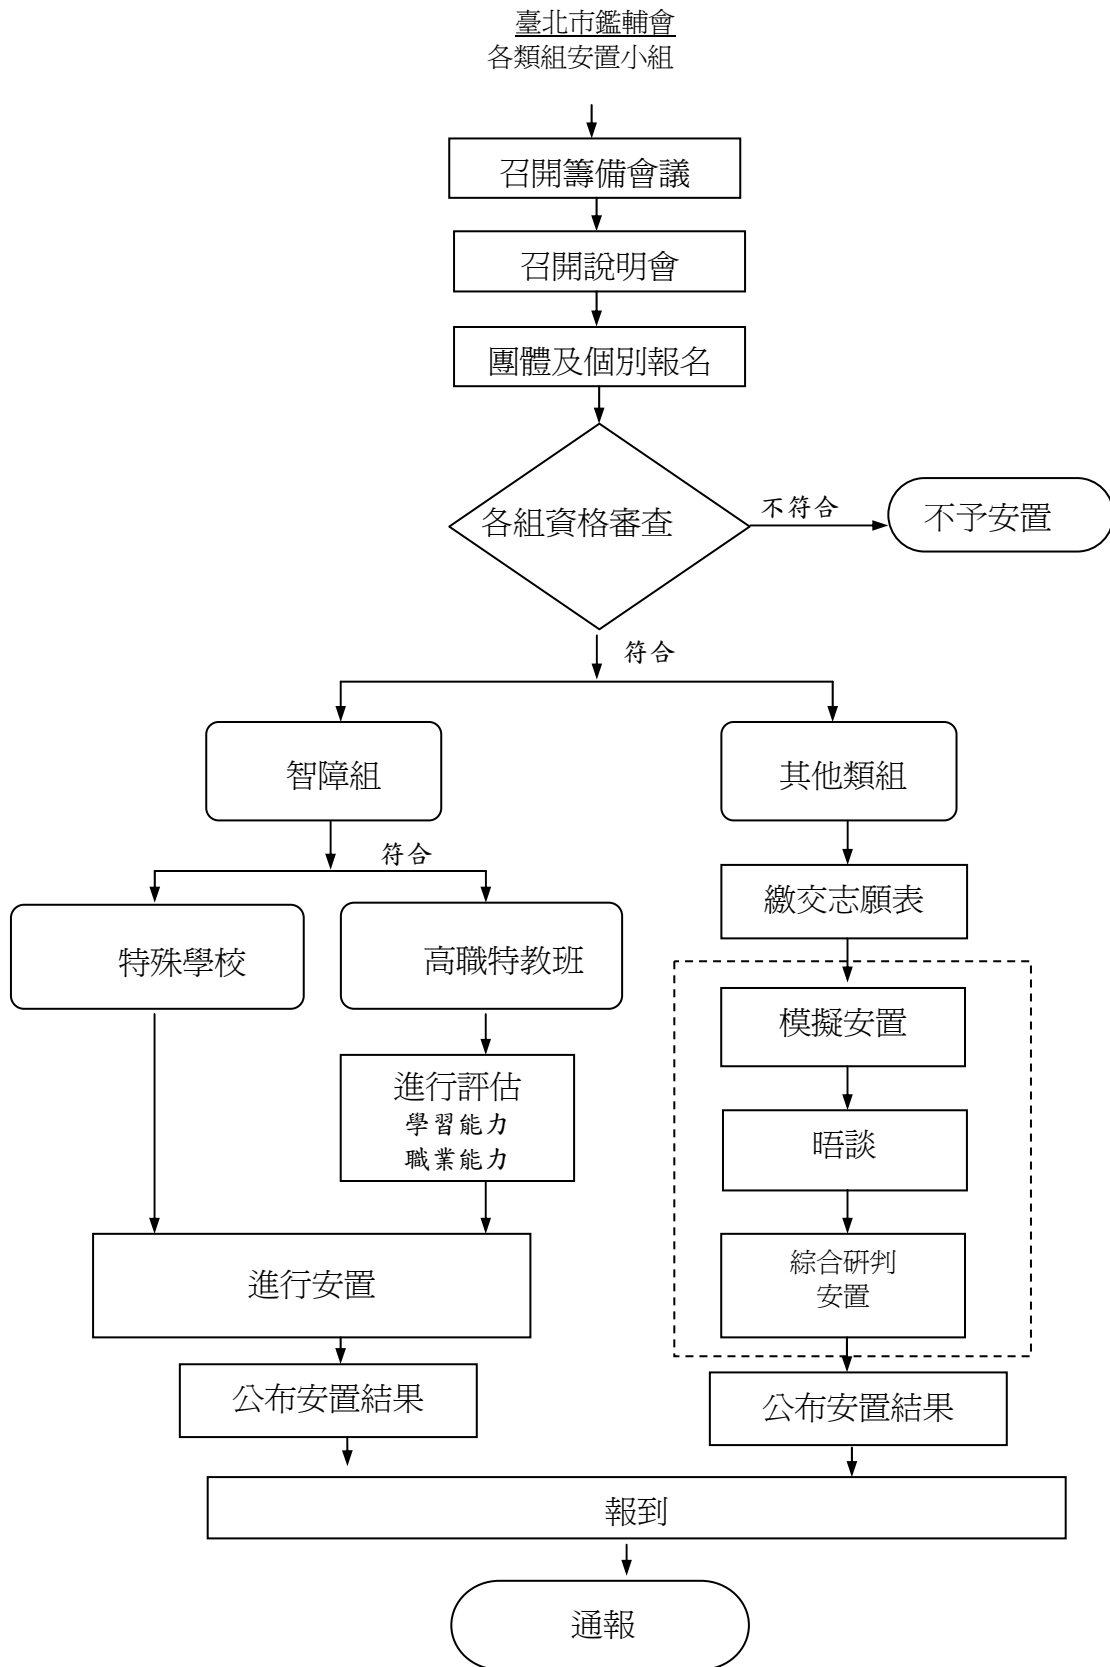 臺北市鑑輔會
各類組安置小組
召開籌備會議
召開說明會
團體及個別報名
各組資格審查
不符合
不予安置
符合
智障組
其他類組
符合
繳交志願表
特殊學校
高職特教班
模擬安置
進行評估
學習能力
職業能力
晤談
綜合研判
安置
進行安置
公布安置結果
公布安置結果
報到
通報